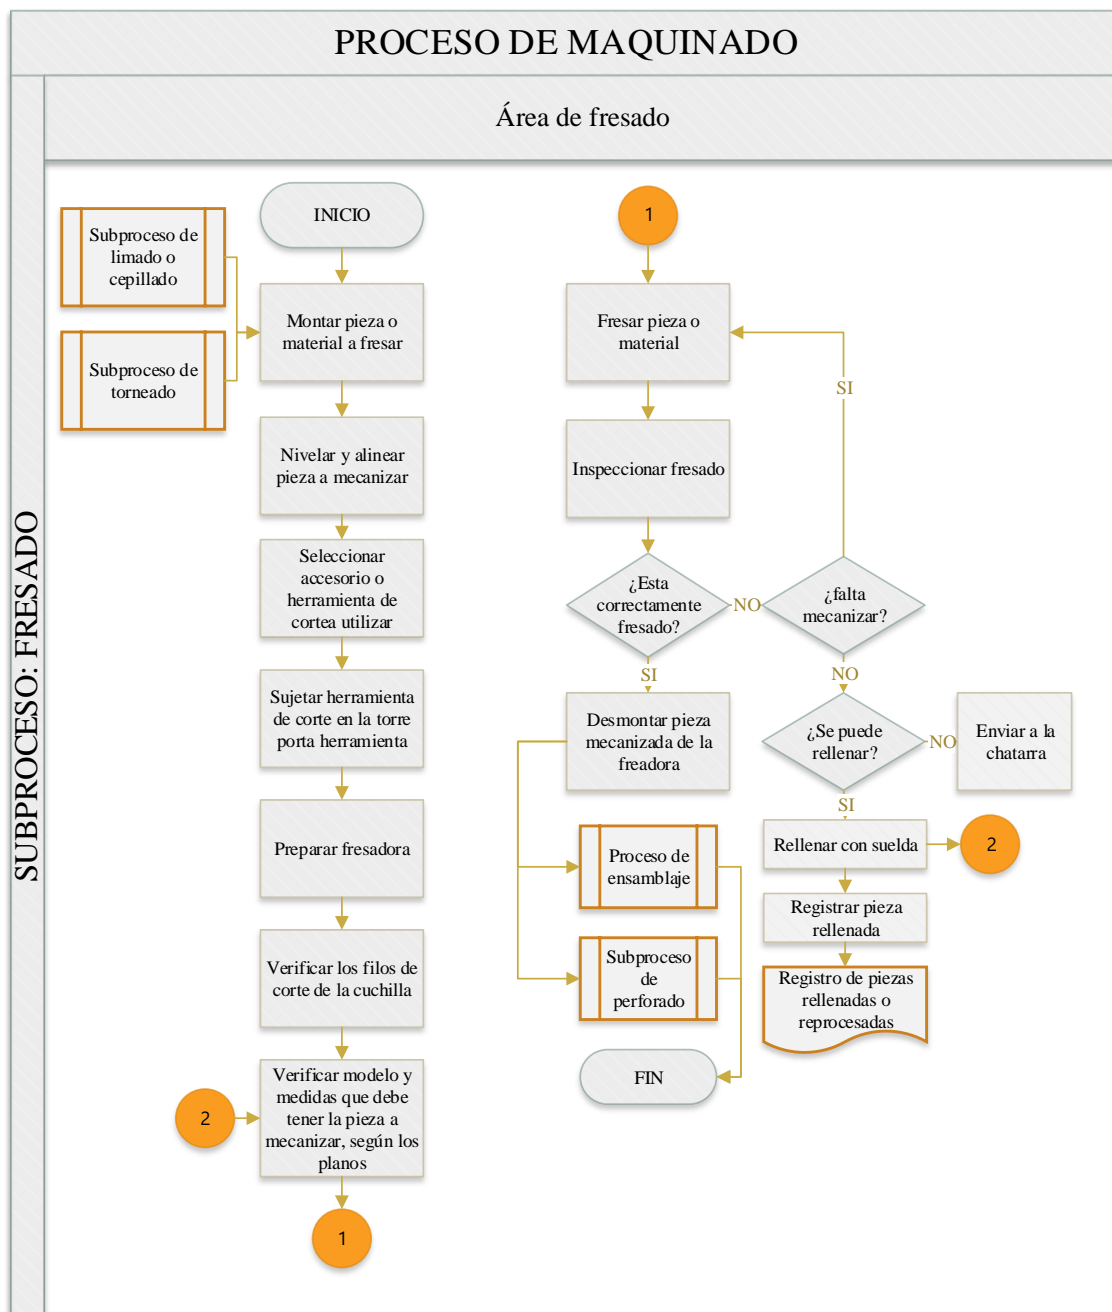 PROCESO DE MAQUINADO
Área de fresado
SUBPROCESO: FRESADO
Subproceso de
limado o
cepillado
Subproceso de
torneado
INICIO
Montar pieza o
material a fresar
Nivelar y alinear
pieza a mecanizar
Seleccionar
accesorio o
herramienta de
cortea utilizar
Sujetar herramienta
de corte en la torre
porta herramienta
Preparar fresadora
Verificar los filos de
corte de la cuchilla
2
Verificar modelo y
medidas que debe
tener la pieza a
mecanizar, según los
planos
1
1
Fresar pieza o
material
SI
Inspeccionar fresado
¿Esta
correctamente
fresado?
NO
¿falta
mecanizar?
SI
NO
Desmontar pieza
mecanizada de la
freadora
¿Se puede
rellenar?
NO
Enviar a la
chatarra
SI
Rellenar con suelda
2
Proceso de
ensamblaje
Registrar pieza
rellenada
Subproceso
de
perforado
Registro de piezas
rellenadas o
reprocesadas
FIN